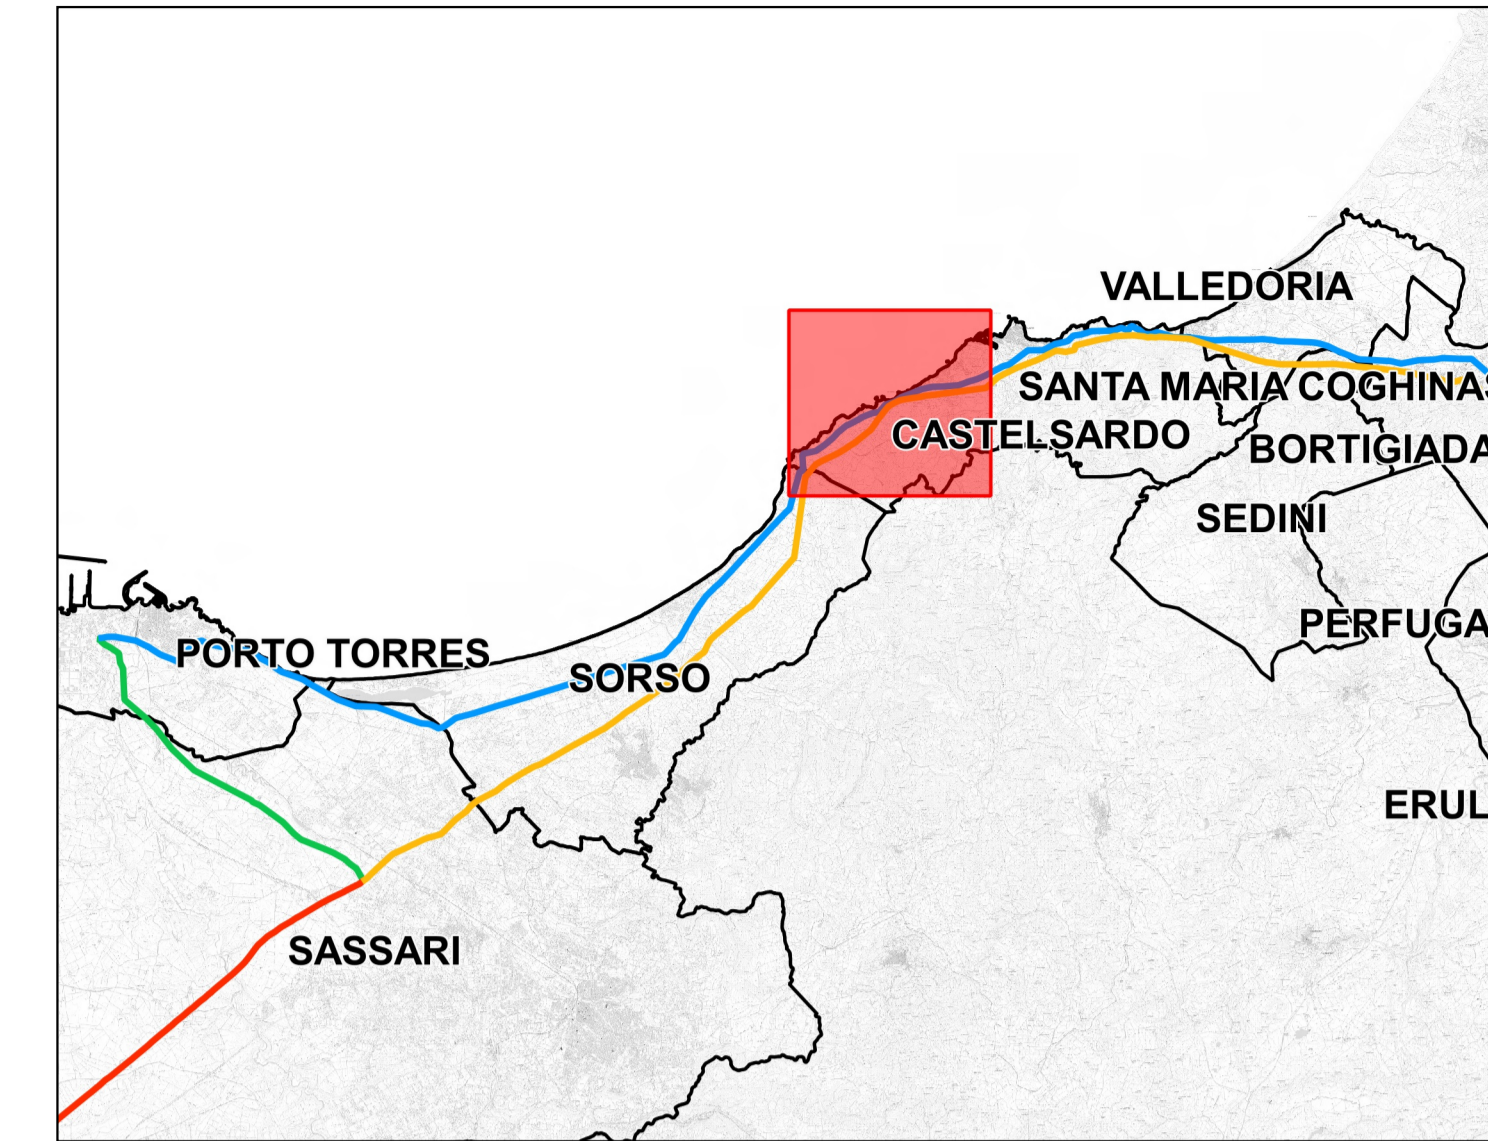 VALLEDORIA
SANTA MARIA COGHINAS
CASTELSARDO
BORTIGIADA
SEDINI
PERFUGA
PORTO TORRES
SORSO
ERUL
SASSARI